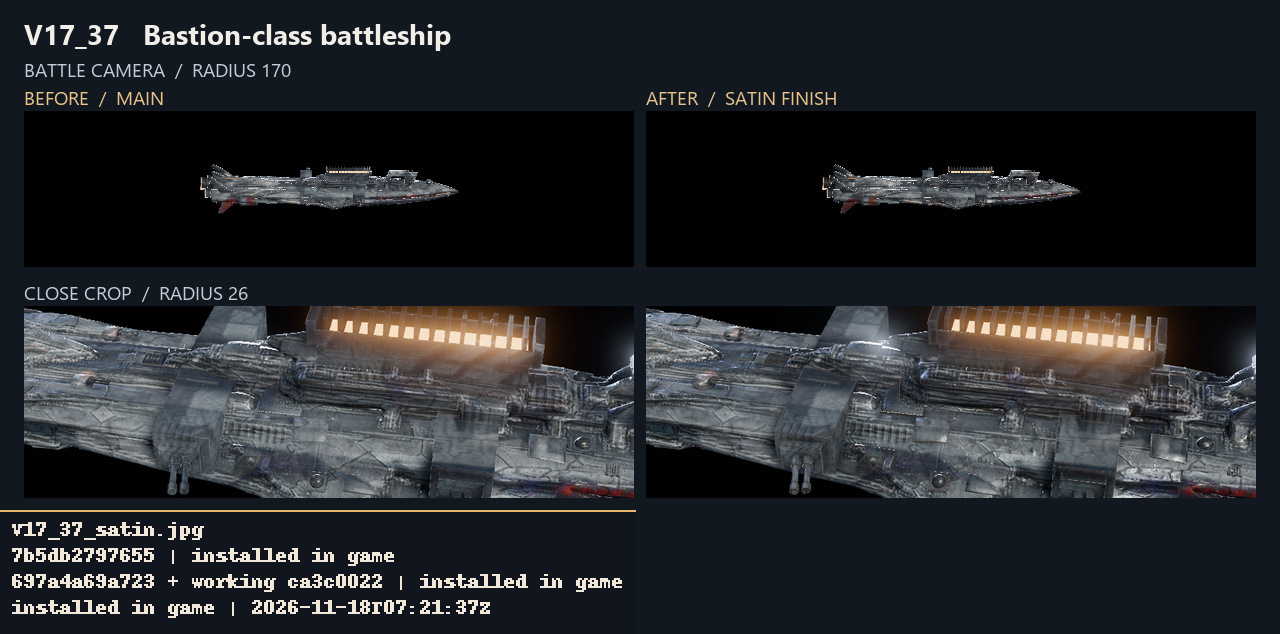 V17_37 Bastion-class battleship
BATTLE CAMERA / RADIUS 170
BEFORE / MAIN
AFTER / SATIN FINISH
CLOSE CROP / RADIUS 26
V17_37_satin.jpg
7b5db2797655 | installed in game
697a4a69a723 + working ca3c0022 | installed in game
installed in game | 2026-11-18T07:21:37Z